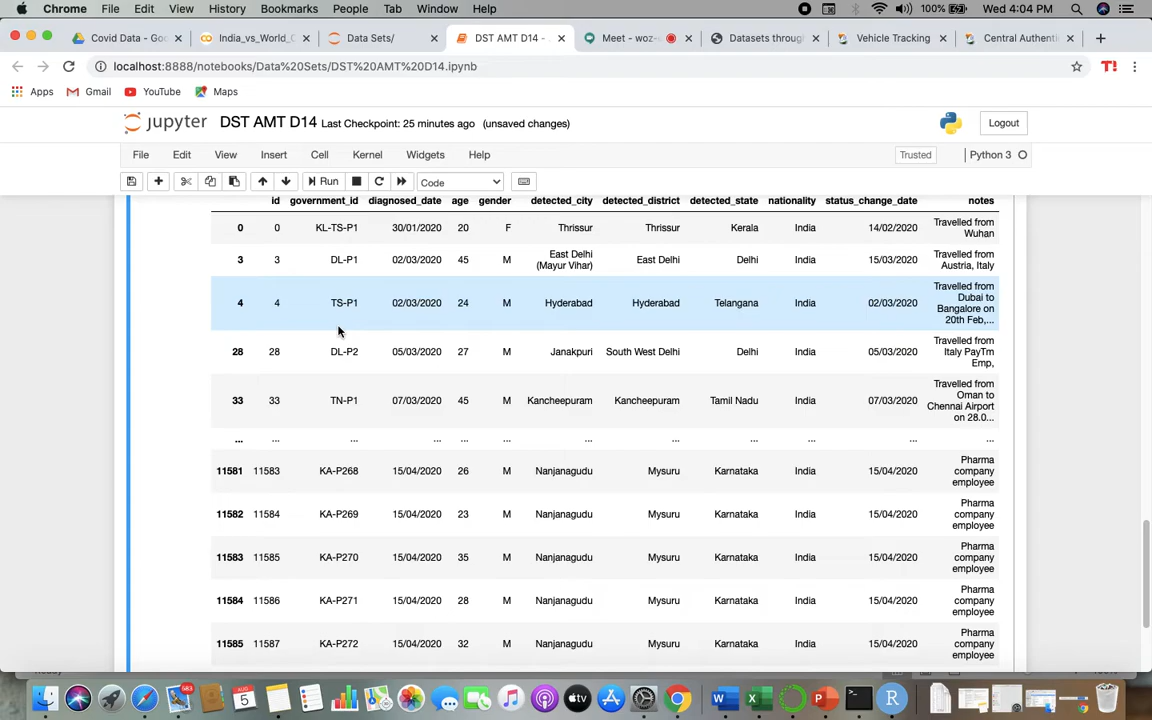 Chrome File Edit View History Bookmarks People Tab Window Help 100% Wed 4:04 PM
Covid Data - Goo India_vs_World_C Data Sets/ DST AMT D14 - Meet - woz- Datasets throug Vehicle Tracking Central Authenti
localhost:8888/notebooks/Data%20Sets/DST%20AMT%20D14.ipynb T!
Apps Gmail YouTube Maps
jupyter DST AMT D14 Last Checkpoint: 25 minutes ago (unsaved changes) Logout
File Edit View Insert Cell Kernel Widgets Help Trusted Python 3
Run Code
id government_id diagnosed_date age gender detected_city detected_district detected_state nationality status_change_date notes
0 0 KL-TS-P1 30/01/2020 20 F Thrissur Thrissur Kerala India 14/02/2020 Travelled from
Wuhan
3 3 DL-P1 02/03/2020 45 M East Delhi
(Mayur Vihar) East Delhi Delhi India 15/03/2020 Travelled from
Austria, Italy
4 4 TS-P1 02/03/2020 24 M Hyderabad Hyderabad Telangana India 02/03/2020 Travelled from
Dubai to
Bangalore on
20th Feb,...
28 28 DL-P2 05/03/2020 27 M Janakpuri South West Delhi Delhi India 05/03/2020 Travelled from
Italy PayTm
Emp,
33 33 TN-P1 07/03/2020 45 M Kancheepuram Kancheepuram Tamil Nadu India 07/03/2020 Travelled from
Oman to
Chennai Airport
on 28.0...
... ... ... ... ... ... ... ... ... ... ... ...
11581 11583 KA-P268 15/04/2020 26 M Nanjanagudu Mysuru Karnataka India 15/04/2020 Pharma
company
employee
11582 11584 KA-P269 15/04/2020 23 M Nanjanagudu Mysuru Karnataka India 15/04/2020 Pharma
company
employee
11583 11585 KA-P270 15/04/2020 35 M Nanjanagudu Mysuru Karnataka India 15/04/2020 Pharma
company
employee
11584 11586 KA-P271 15/04/2020 28 M Nanjanagudu Mysuru Karnataka India 15/04/2020 Pharma
company
employee
11585 11587 KA-P272 15/04/2020 32 M Nanjanagudu Mysuru Karnataka India 15/04/2020 Pharma
company
employee
583
5